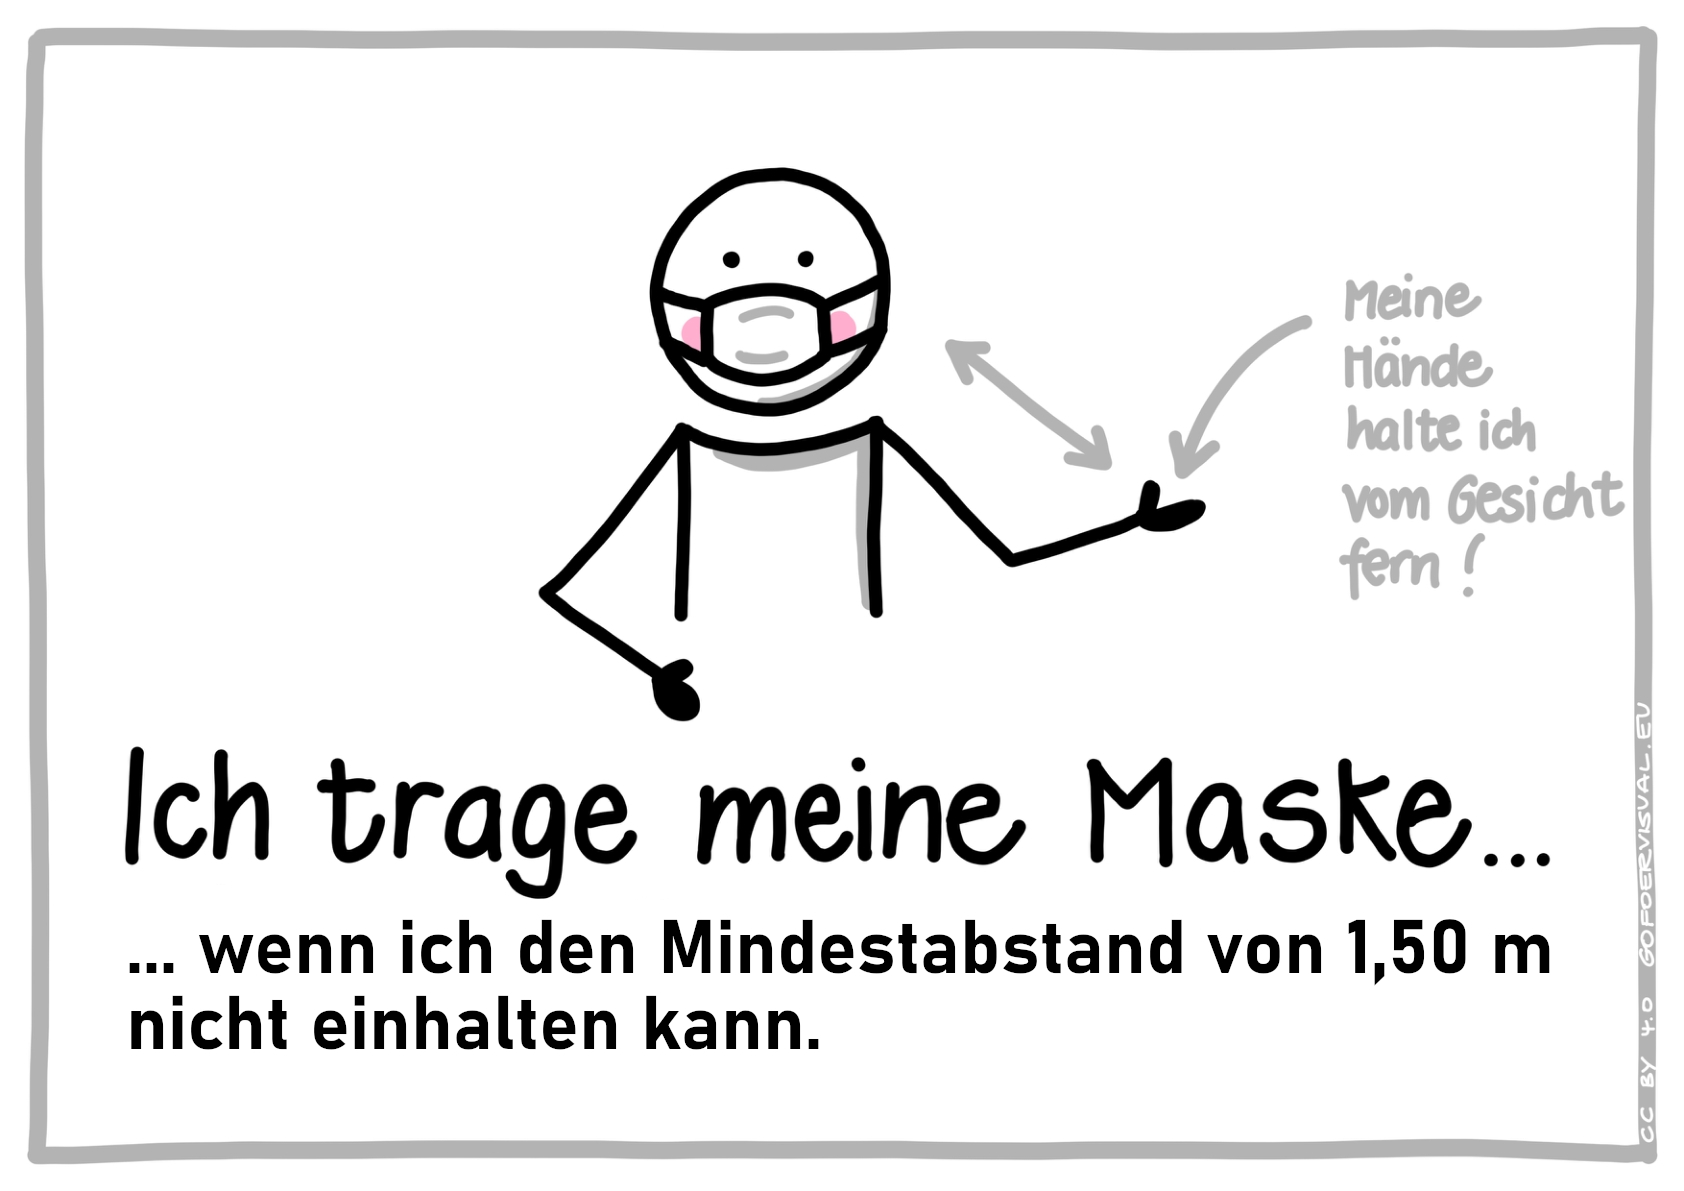 Meine
Hände
halte ich
vom Gesicht
fern!
Ich trage meine Maske...
... wenn ich den Mindestabstand von 1,50 m
nicht einhalten kann.
CC BY 4.0 GOFOERVISUAL.EU